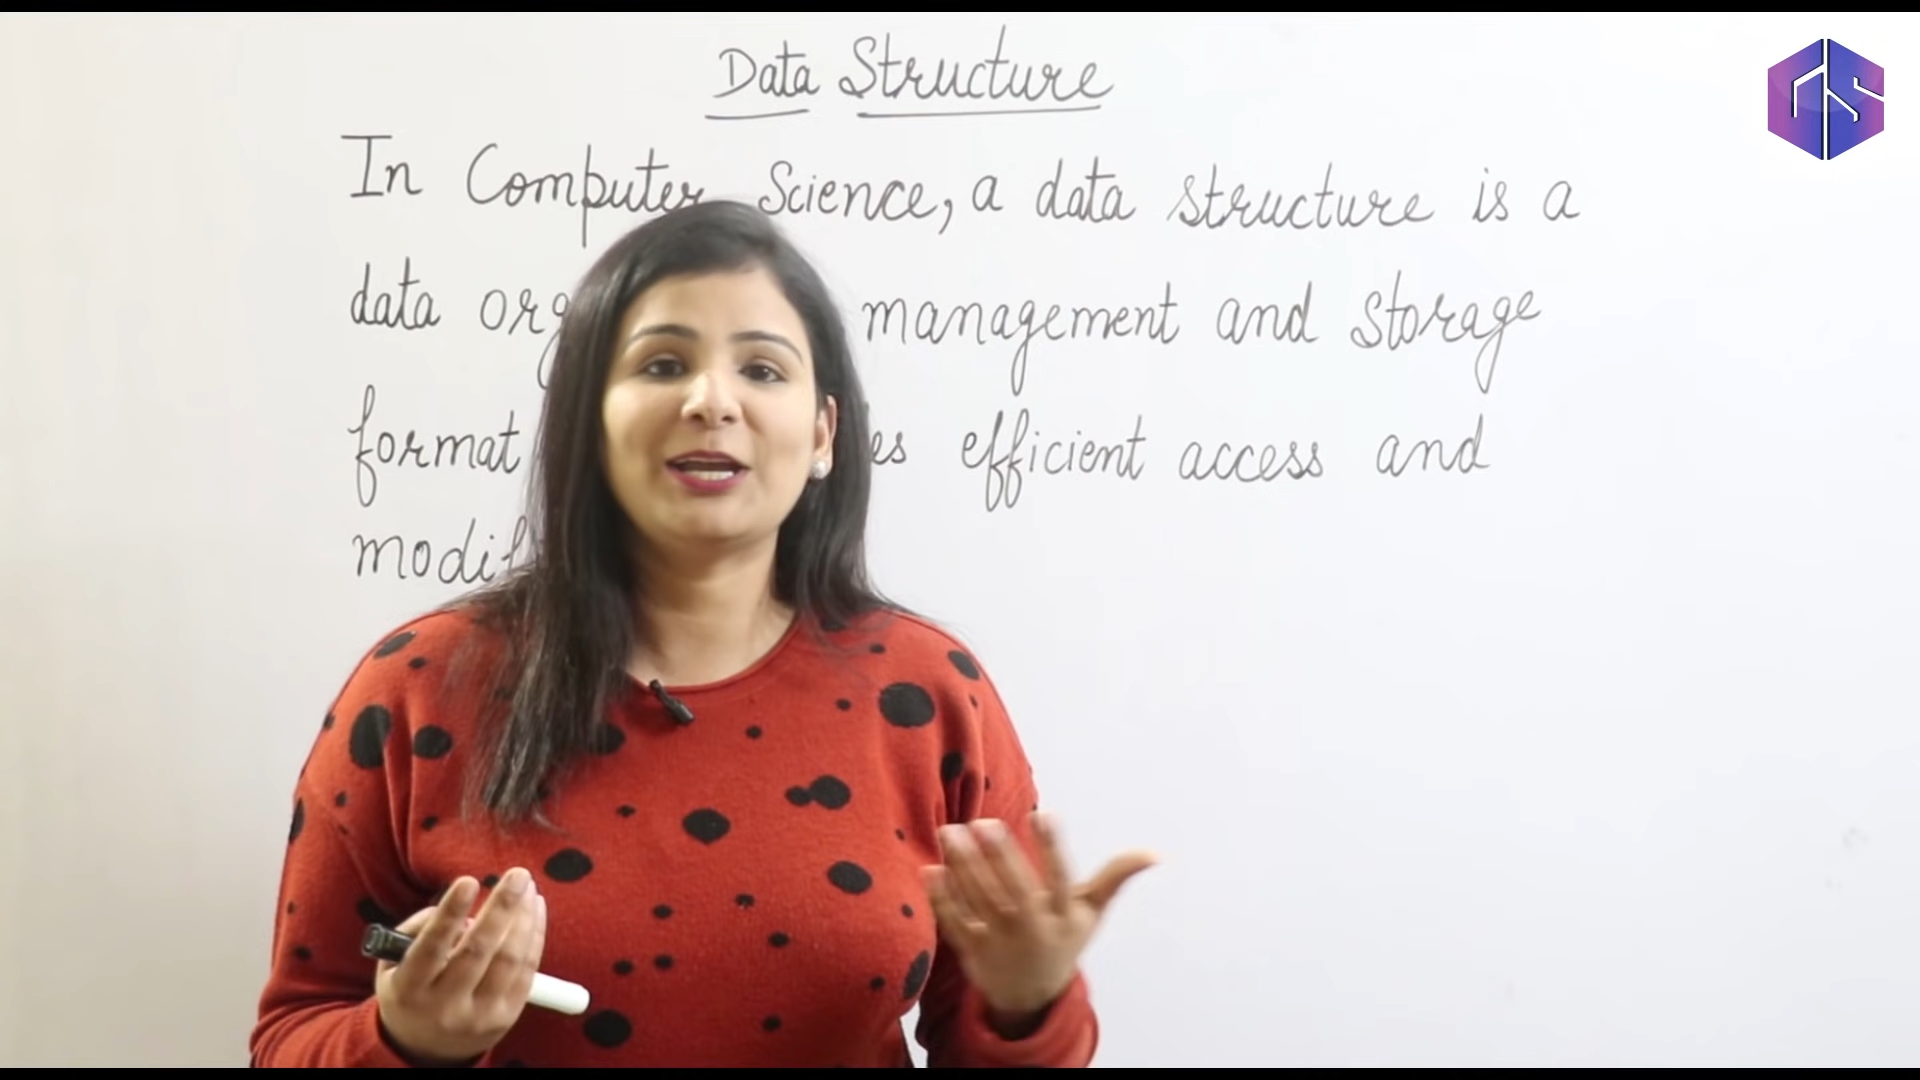 Data Structure
In Computer Science, a data structure is a
data management and storage
format efficient access and